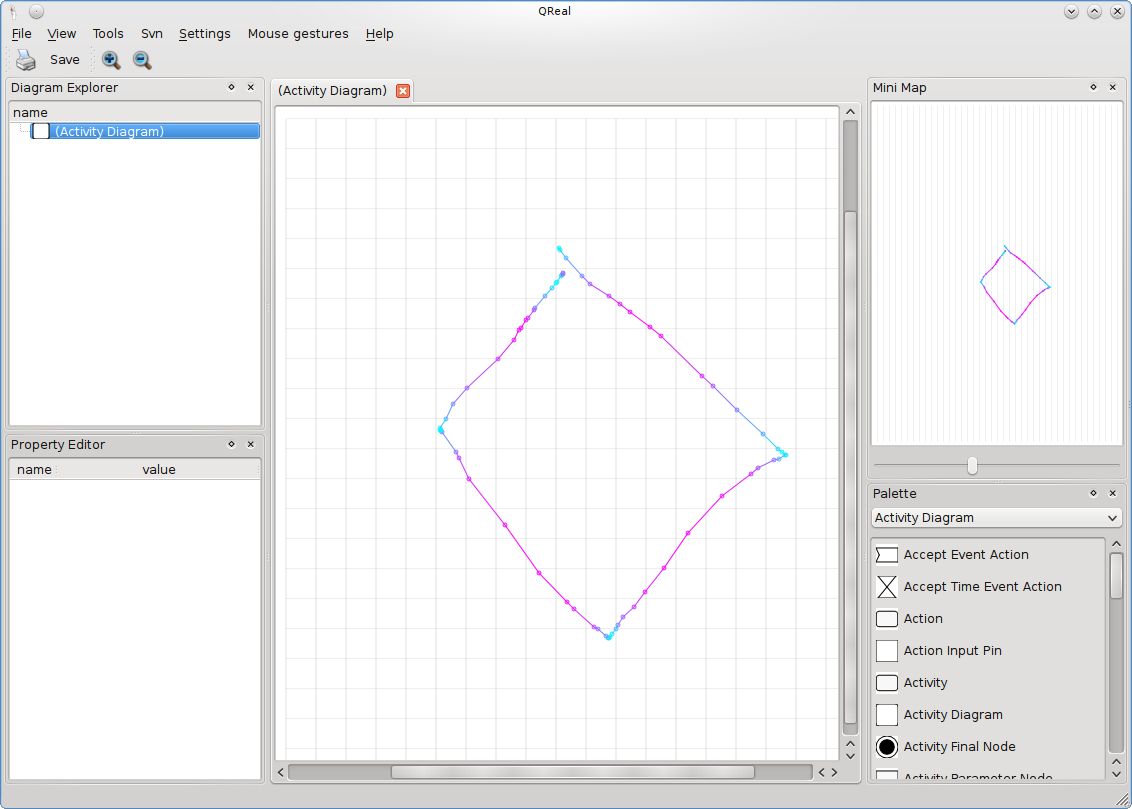 QReal
File View Tools Svn Settings Mouse gestures Help
Save
Diagram Explorer
name
(Activity Diagram)
Property Editor
name value
(Activity Diagram)
Mini Map
Palette
Activity Diagram
Accept Event Action
Accept Time Event Action
Action
Action Input Pin
Activity
Activity Diagram
Activity Final Node
Activity Parameter Node